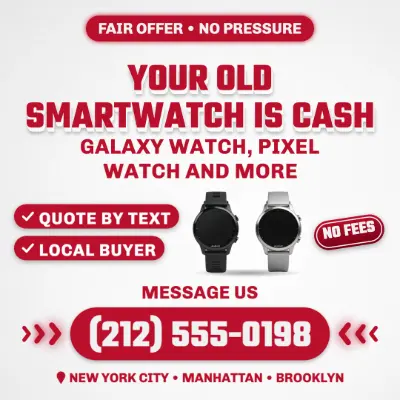 FAIR OFFER • NO PRESSURE
YOUR OLD
SMARTWATCH IS CASH
GALAXY WATCH, PIXEL
WATCH AND MORE
QUOTE BY TEXT
LOCAL BUYER
NO FEES
MESSAGE US
(212) 555-0198
NEW YORK CITY • MANHATTAN • BROOKLYN